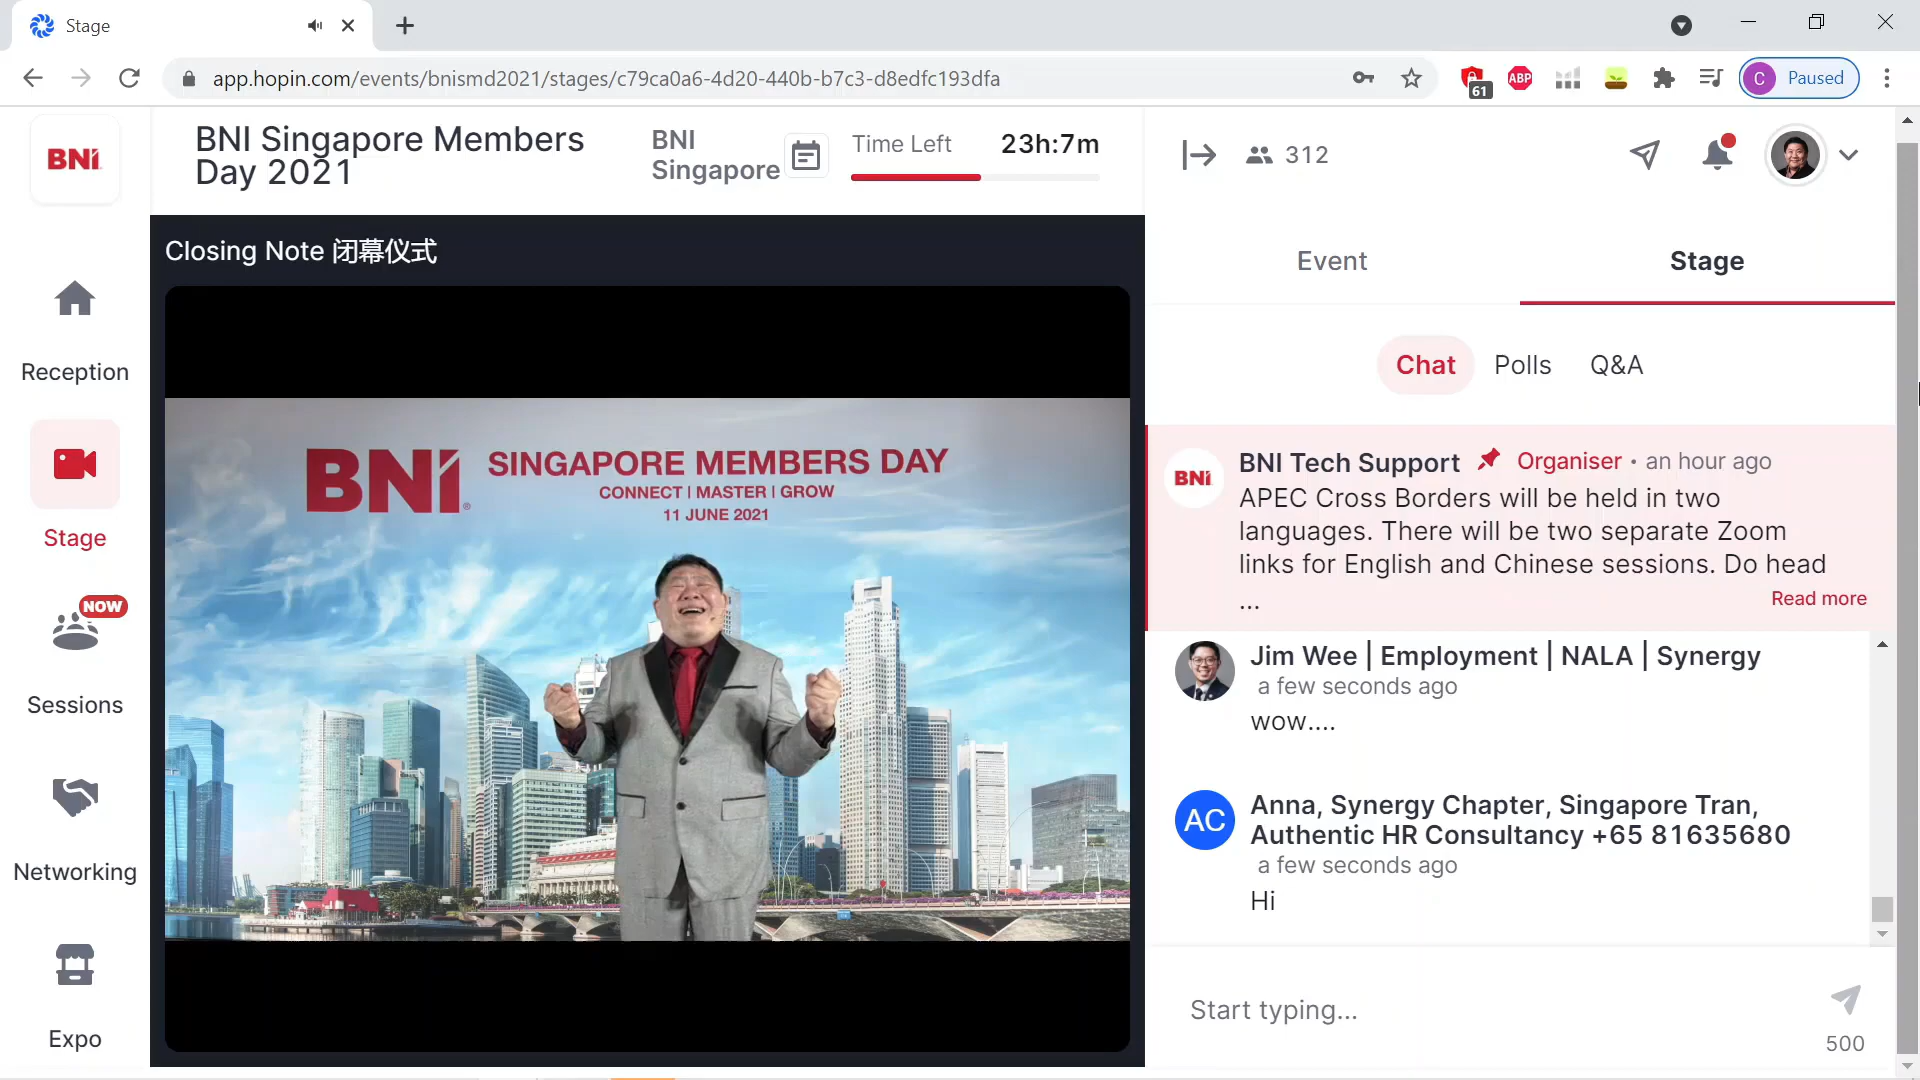 Stage
app.hopin.com/events/bnismd2021/stages/c79ca0a6-4d20-440b-b7c3-d8edfc193dfa
61
ABP
C
Paused
BNI
BNI Singapore Members
Day 2021
BNI
Singapore
Time Left
23h:7m
312
Reception
Stage
NOW
Sessions
Networking
Expo
Closing Note 闭幕仪式
BNI®
SINGAPORE MEMBERS DAY
CONNECT | MASTER | GROW
11 JUNE 2021
Event
Stage
Chat
Polls
Q&A
BNI
BNI Tech Support
Organiser • an hour ago
APEC Cross Borders will be held in two
languages. There will be two separate Zoom
links for English and Chinese sessions. Do head
...
Read more
Jim Wee | Employment | NALA | Synergy
a few seconds ago
wow....
AC
Anna, Synergy Chapter, Singapore Tran,
Authentic HR Consultancy +65 81635680
a few seconds ago
Hi
Start typing...
500